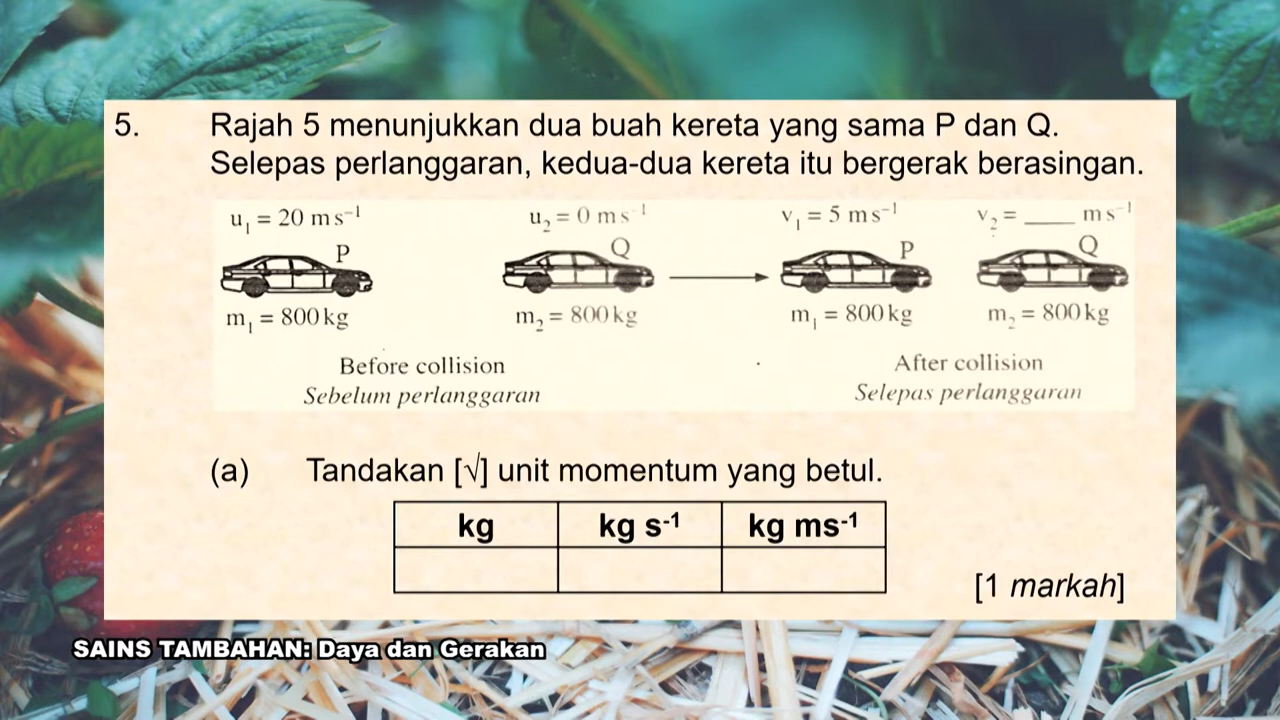 5. Rajah 5 menunjukkan dua buah kereta yang sama P dan Q.
Selepas perlanggaran, kedua-dua kereta itu bergerak berasingan.
u₁ = 20 m s⁻¹ u₂ = 0 m s⁻¹ v₁ = 5 m s⁻¹ v₂ = ____ m s⁻¹
P Q P Q
m₁ = 800 kg m₂ = 800 kg m₁ = 800 kg m₂ = 800 kg
Before collision After collision
Sebelum perlanggaran Selepas perlanggaran
(a) Tandakan [√] unit momentum yang betul.
kg kg s⁻¹ kg ms⁻¹
[1 markah]
SAINS TAMBAHAN: Daya dan Gerakan